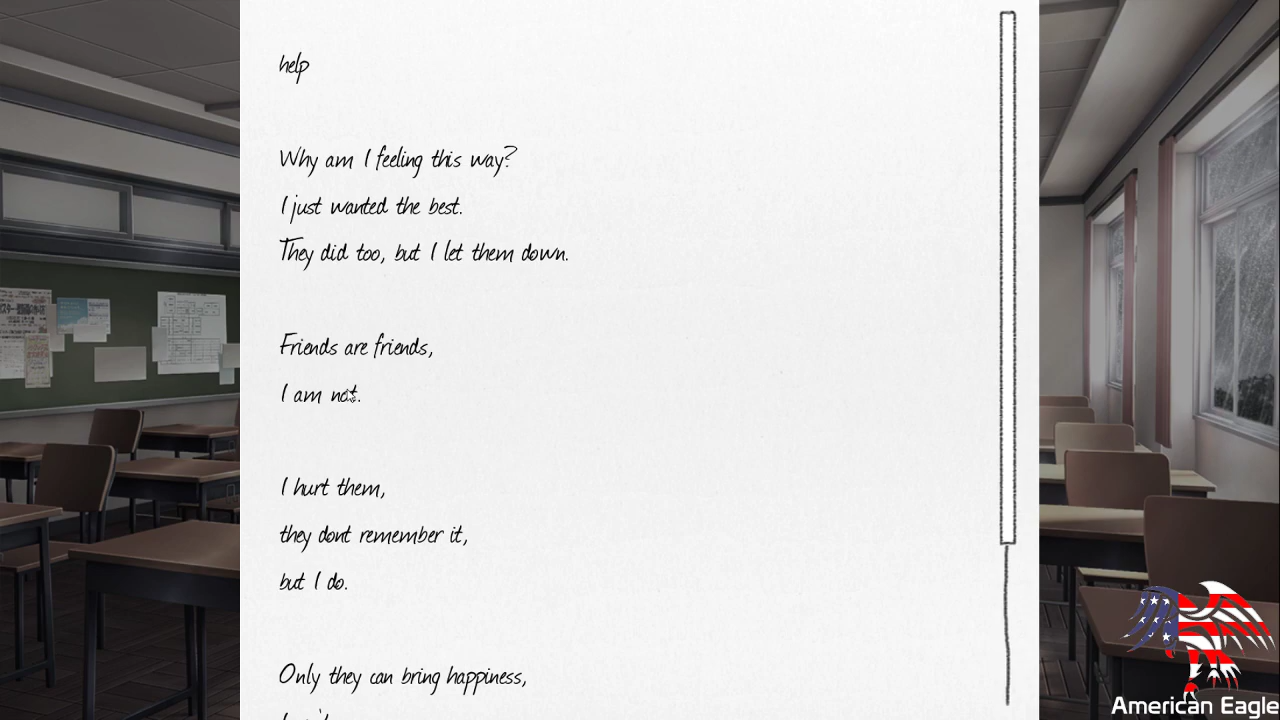 help
Why am I feeling this way?
I just wanted the best.
They did too, but I let them down.
Friends are friends,
I am not.
I hurt them,
they dont remember it,
but I do.
Only they can bring happiness,
American Eagle